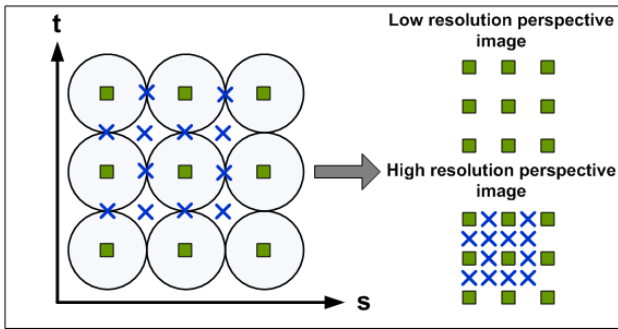 t
s
Low resolution perspective
image
High resolution perspective
image